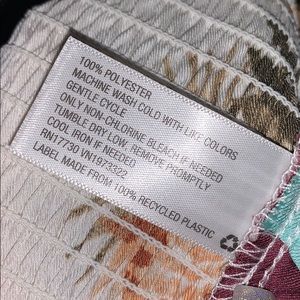 100% POLYESTER
MACHINE WASH COLD WITH LIKE COLORS
GENTLE CYCLE
ONLY NON-CHLORINE BLEACH IF NEEDED
TUMBLE DRY LOW, REMOVE PROMPTLY
COOL IRON IF NEEDED
RN17730 VN1975325
LABEL MADE FROM 100% RECYCLED PLASTIC